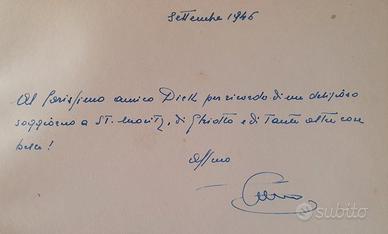 Settembre 1946
Al Carissimo amico Dick per ricordo di un delizioso
soggiorno a St. Moritz, di Ghiotto e di Tante altre cose
belle!
Aff.mo
subito